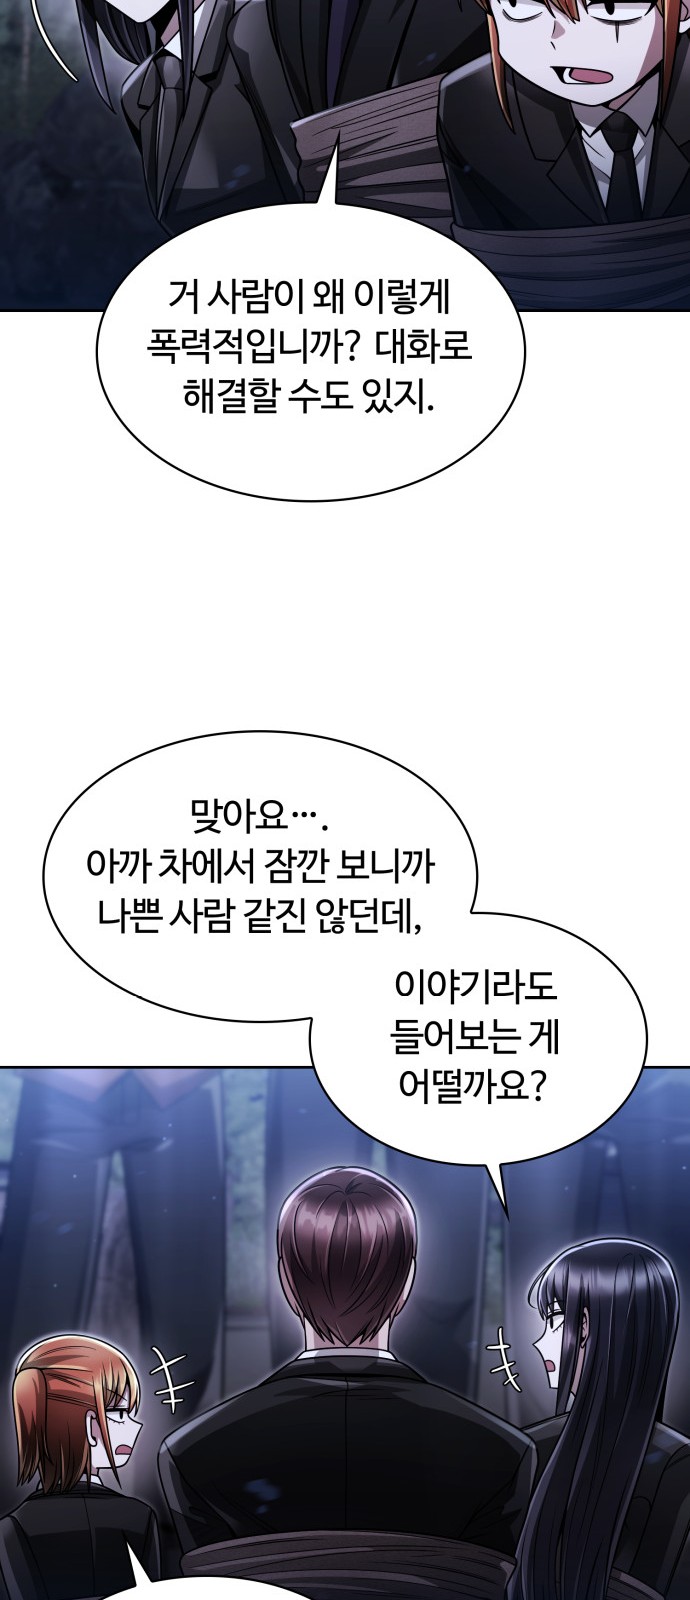 거 사람이 왜 이렇게
폭력적입니까? 대화로
해결할 수도 있지.
맞아요….
아까 차에서 잠깐 보니까
나쁜 사람 같진 않던데,
이야기라도
들어보는 게
어떨까요?